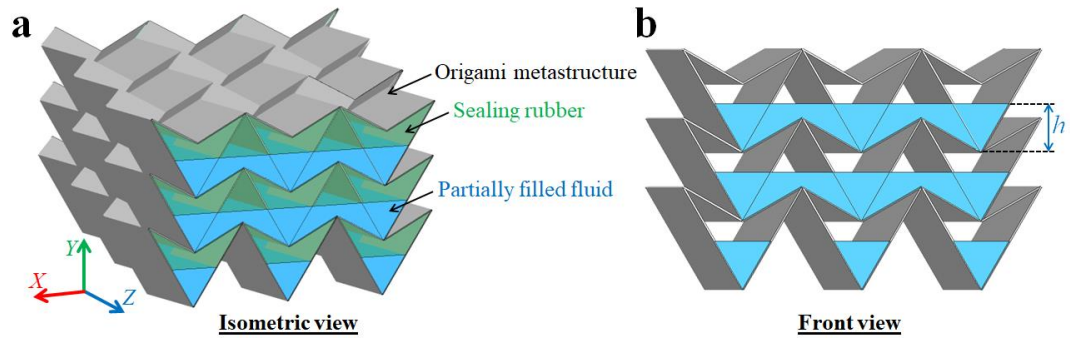 a
b
Origami metastructure
Sealing rubber
Partially filled fluid
h
Y
X
Z
Isometric view
Front view